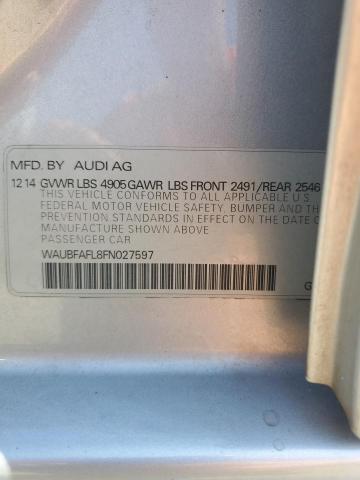 MFD. BY AUDI AG
12 14 GVWR LBS 4905 GAWR LBS FRONT 2491/REAR 2546
THIS VEHICLE CONFORMS TO ALL APPLICABLE U S
FEDERAL MOTOR VEHICLE SAFETY, BUMPER AND TH
PREVENTION STANDARDS IN EFFECT ON THE DATE O
MANUFACTURE SHOWN ABOVE
PASSENGER CAR
WAUBFAFL8FN027597
G